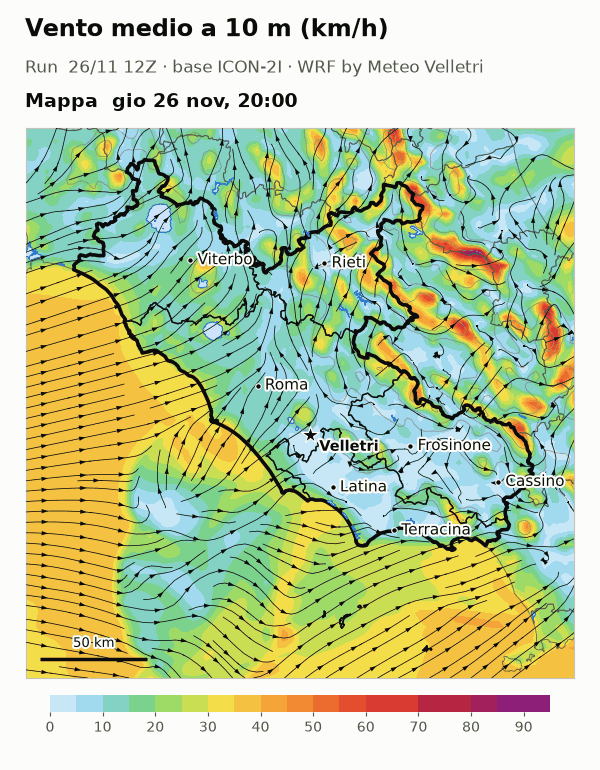 Vento medio a 10 m (km/h)
Run  26/11 12Z · base ICON-2I · WRF by Meteo Velletri
Mappa  gio 26 nov, 20:00
Viterbo
Rieti
Roma
Velletri
Frosinone
Latina
Cassino
Terracina
50 km
0 10 20 30 40 50 60 70 80 90